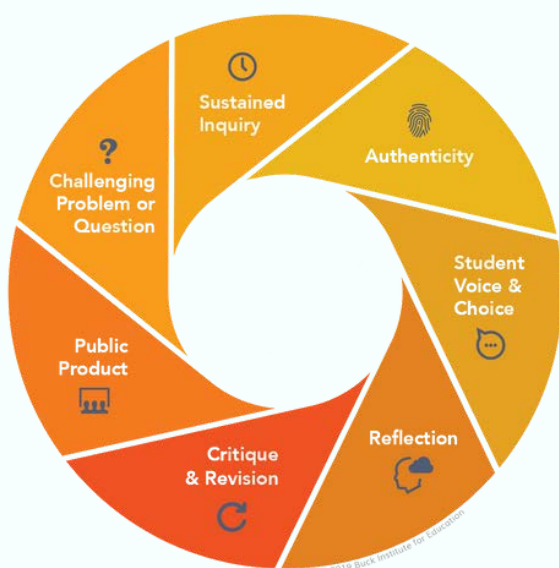 ?
Challenging
Problem or
Question
Sustained
Inquiry
Authenticity
Student
Voice &
Choice
Reflection
Critique
& Revision
Public
Product
2019 Buck Institute for Education